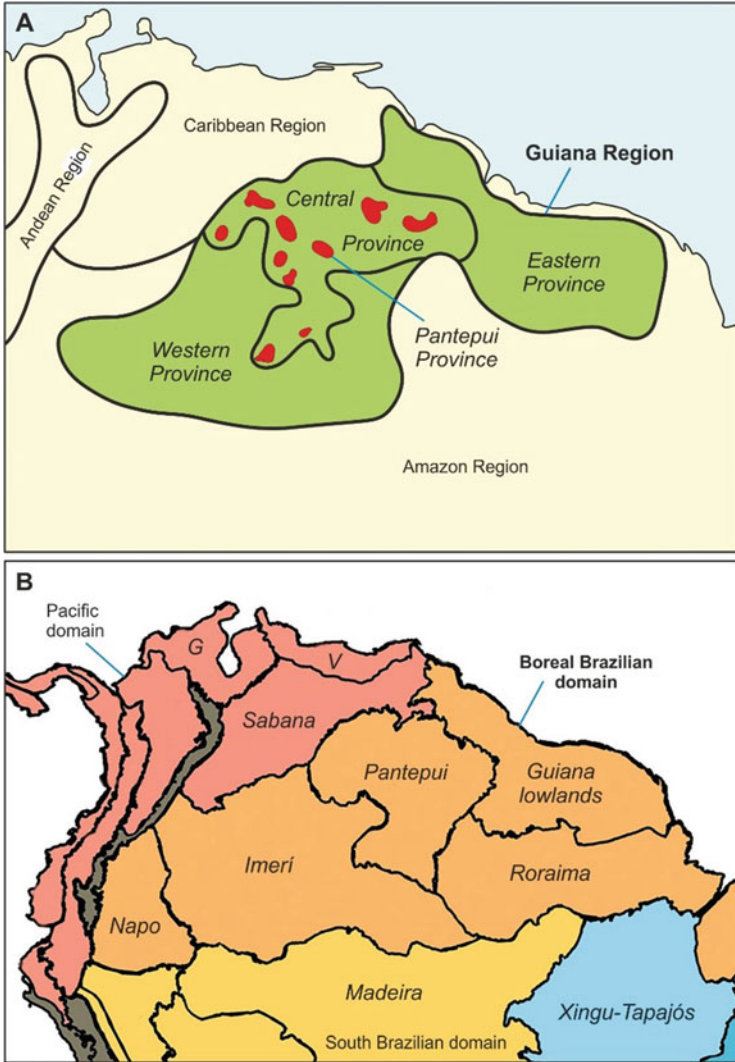 A
Caribbean Region
Andean Region
Guiana Region
Central
Province
Eastern
Province
Western
Province
Pantepui
Province
Amazon Region
B
Pacific
domain
G
V
Boreal Brazilian
domain
Sabana
Pantepui
Guiana
lowlands
Imerí
Roraima
Napo
Madeira
Xingu-Tapajós
South Brazilian domain